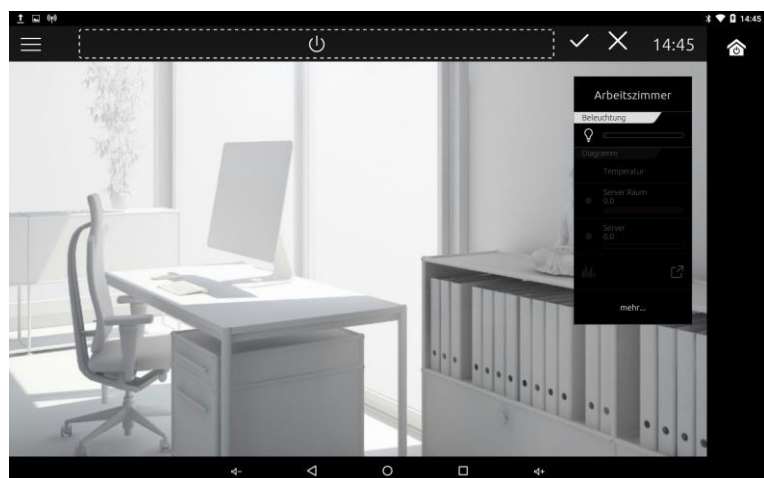 14:45
14:45
Arbeitszimmer
Beleuchtung
Diagramm
Temperatur
Server Raum
0,0
Server
0,0
mehr...